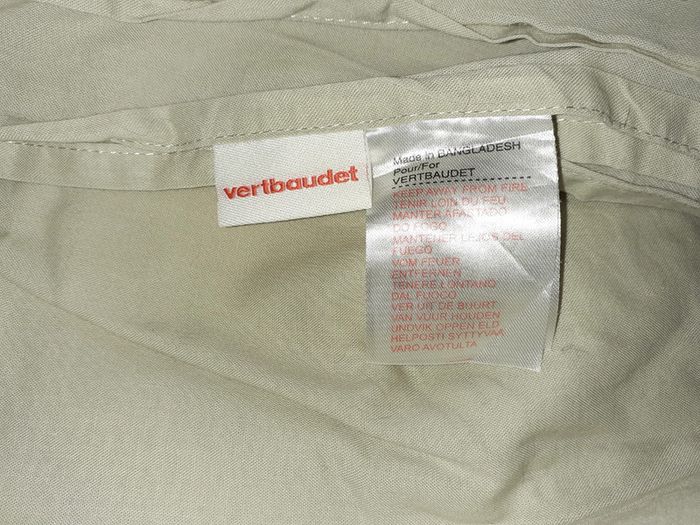 vertbaudet
Made in BANGLADESH
Pour/For
VERTBAUDET
KEEP AWAY FROM FIRE
TENIR LOIN DU FEU
MANTER AFASTADO
DO FOGO
MANTENER LEJOS DEL
FUEGO
VOM FEUER
ENTFERNEN
TENERE LONTANO
DAL FUOCO
VER UIT DE BUURT
VAN VUUR HOUDEN
UNDVIK OPPEN ELD
HELPOSTI SYTTYVAA
VARO AVOTULTA